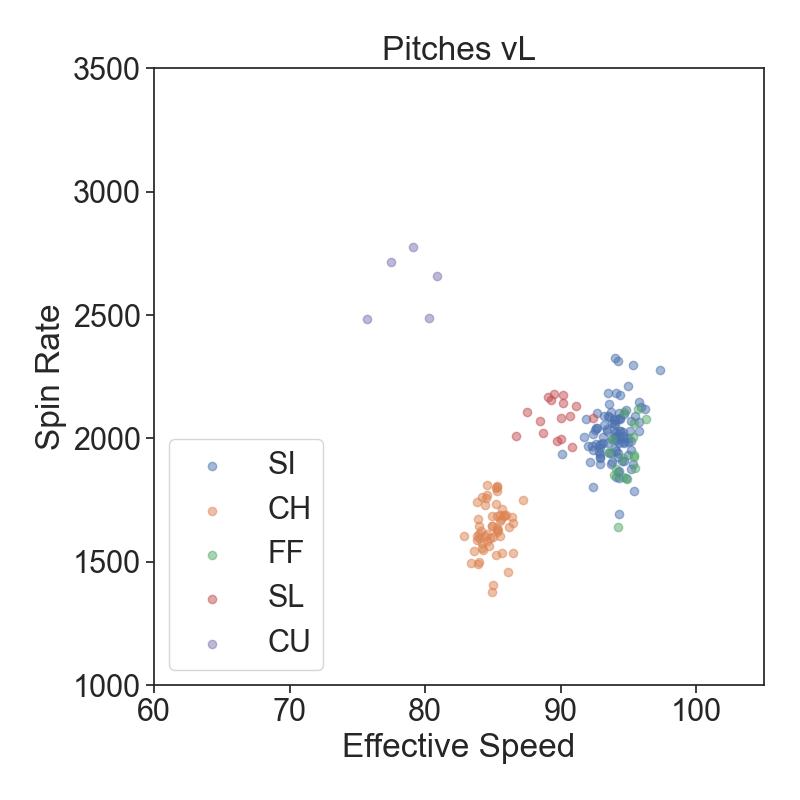 Pitches vL
3500
3000
2500
2000
1500
1000
Spin Rate
SI
CH
FF
SL
CU
60 70 80 90 100
Effective Speed